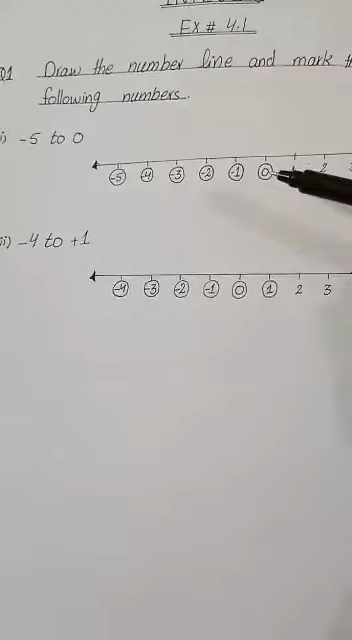 EX # 4.1
Q1 Draw the number line and mark
following numbers.
i) -5 to 0
-5 -4 -3 -2 -1 0 2
ii) -4 to +1
-4 -3 -2 -1 0 1 2 3